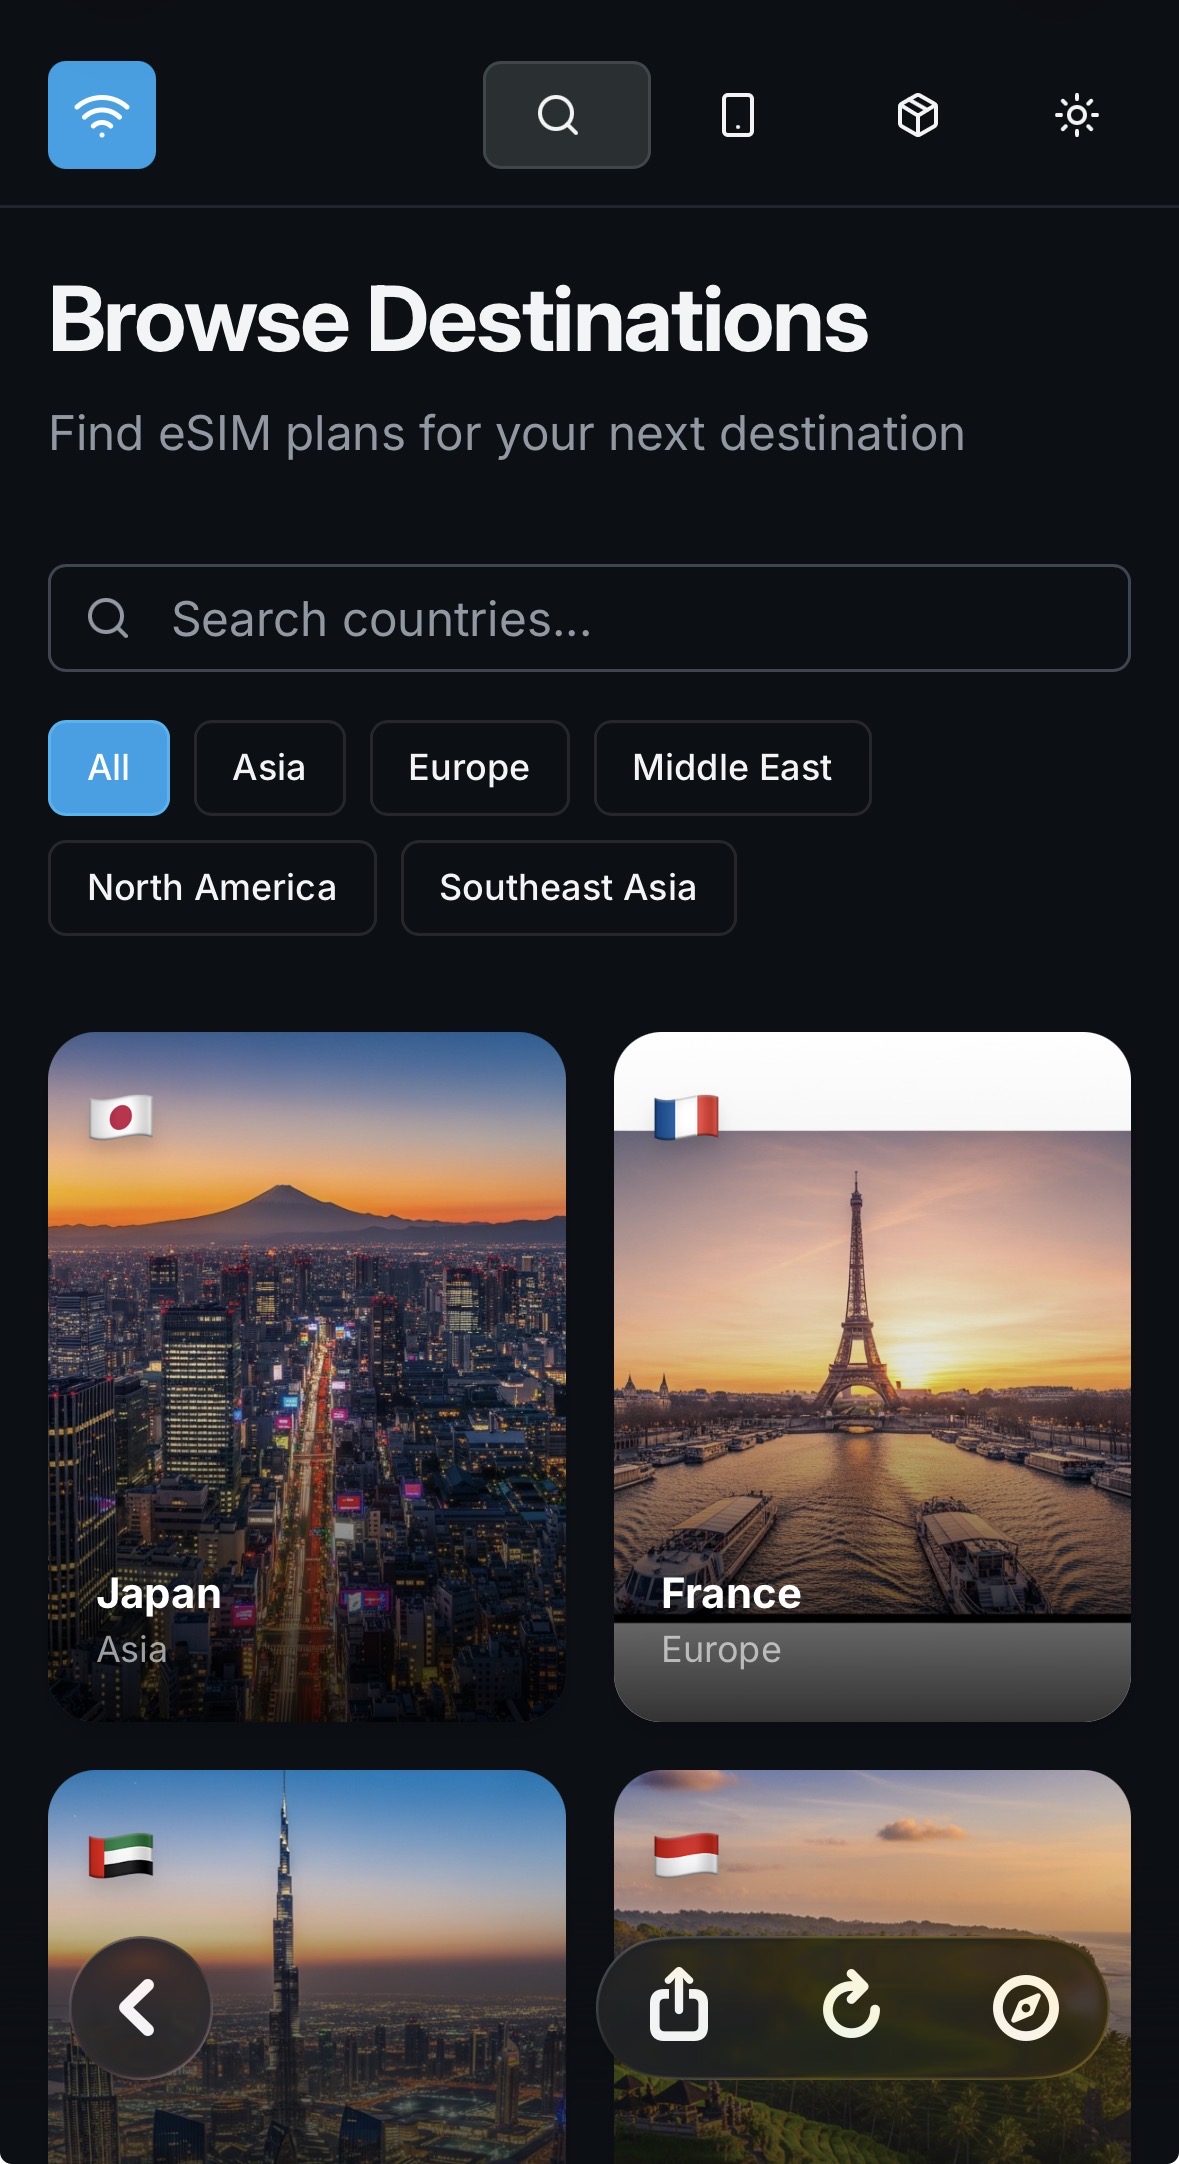 Browse Destinations
Find eSIM plans for your next destination
Search countries...
All
Asia
Europe
Middle East
North America
Southeast Asia
Japan
Asia
France
Europe